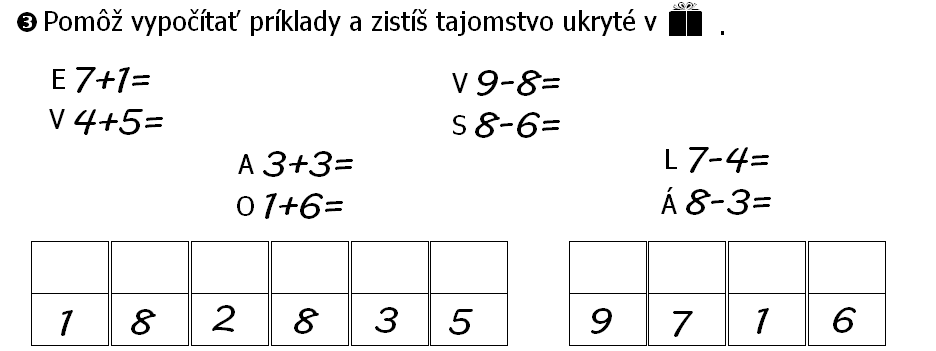 ❸ Pomôž vypočítať príklady a zistíš tajomstvo ukryté v .
E 7+1=
V 9-8=
V 4+5=
S 8-6=
A 3+3=
L 7-4=
O 1+6=
Á 8-3=
1 8 2 8 3 5 9 7 1 6